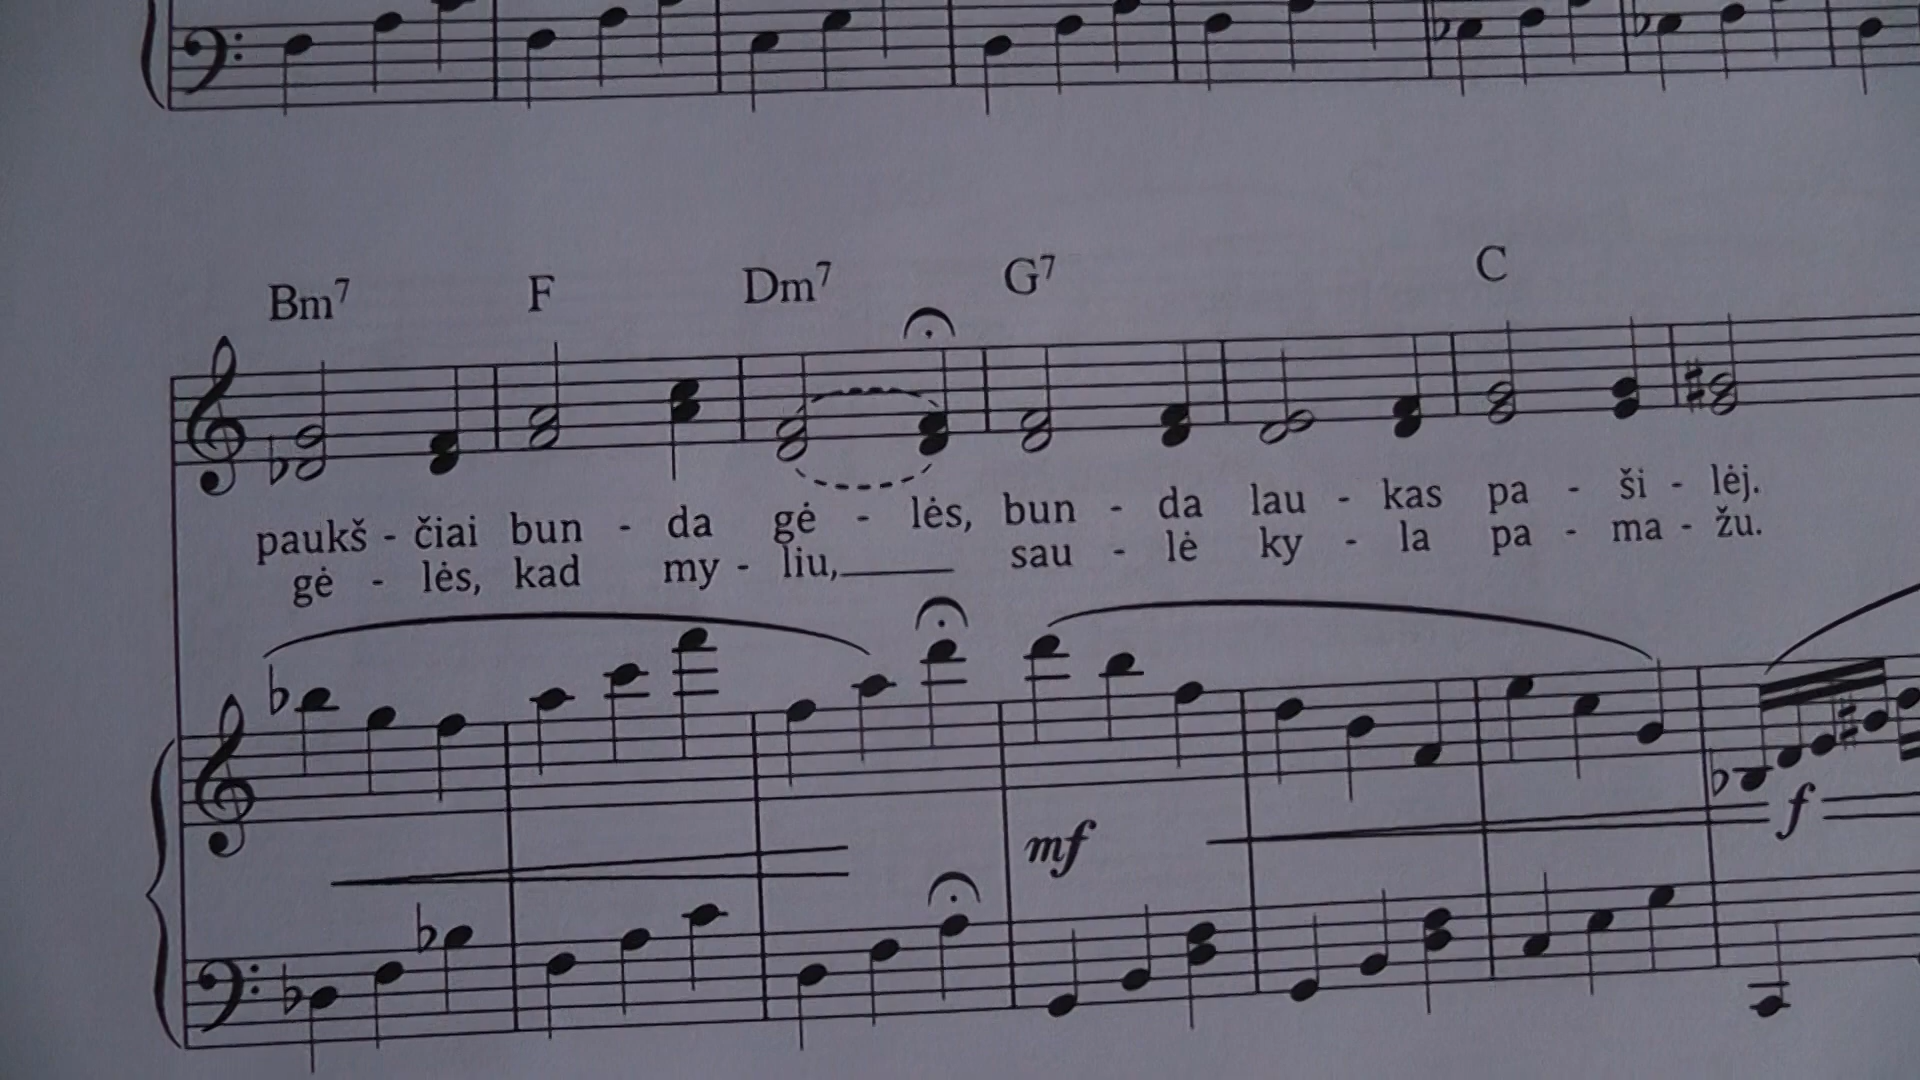 Bm7 F Dm7 G7 C
paukš - čiai bun - da gė - lės, bun - da lau - kas pa - ši - lėj.
gė - lės, kad my - liu,____ sau - lė ky - la pa - ma - žu.
mf f